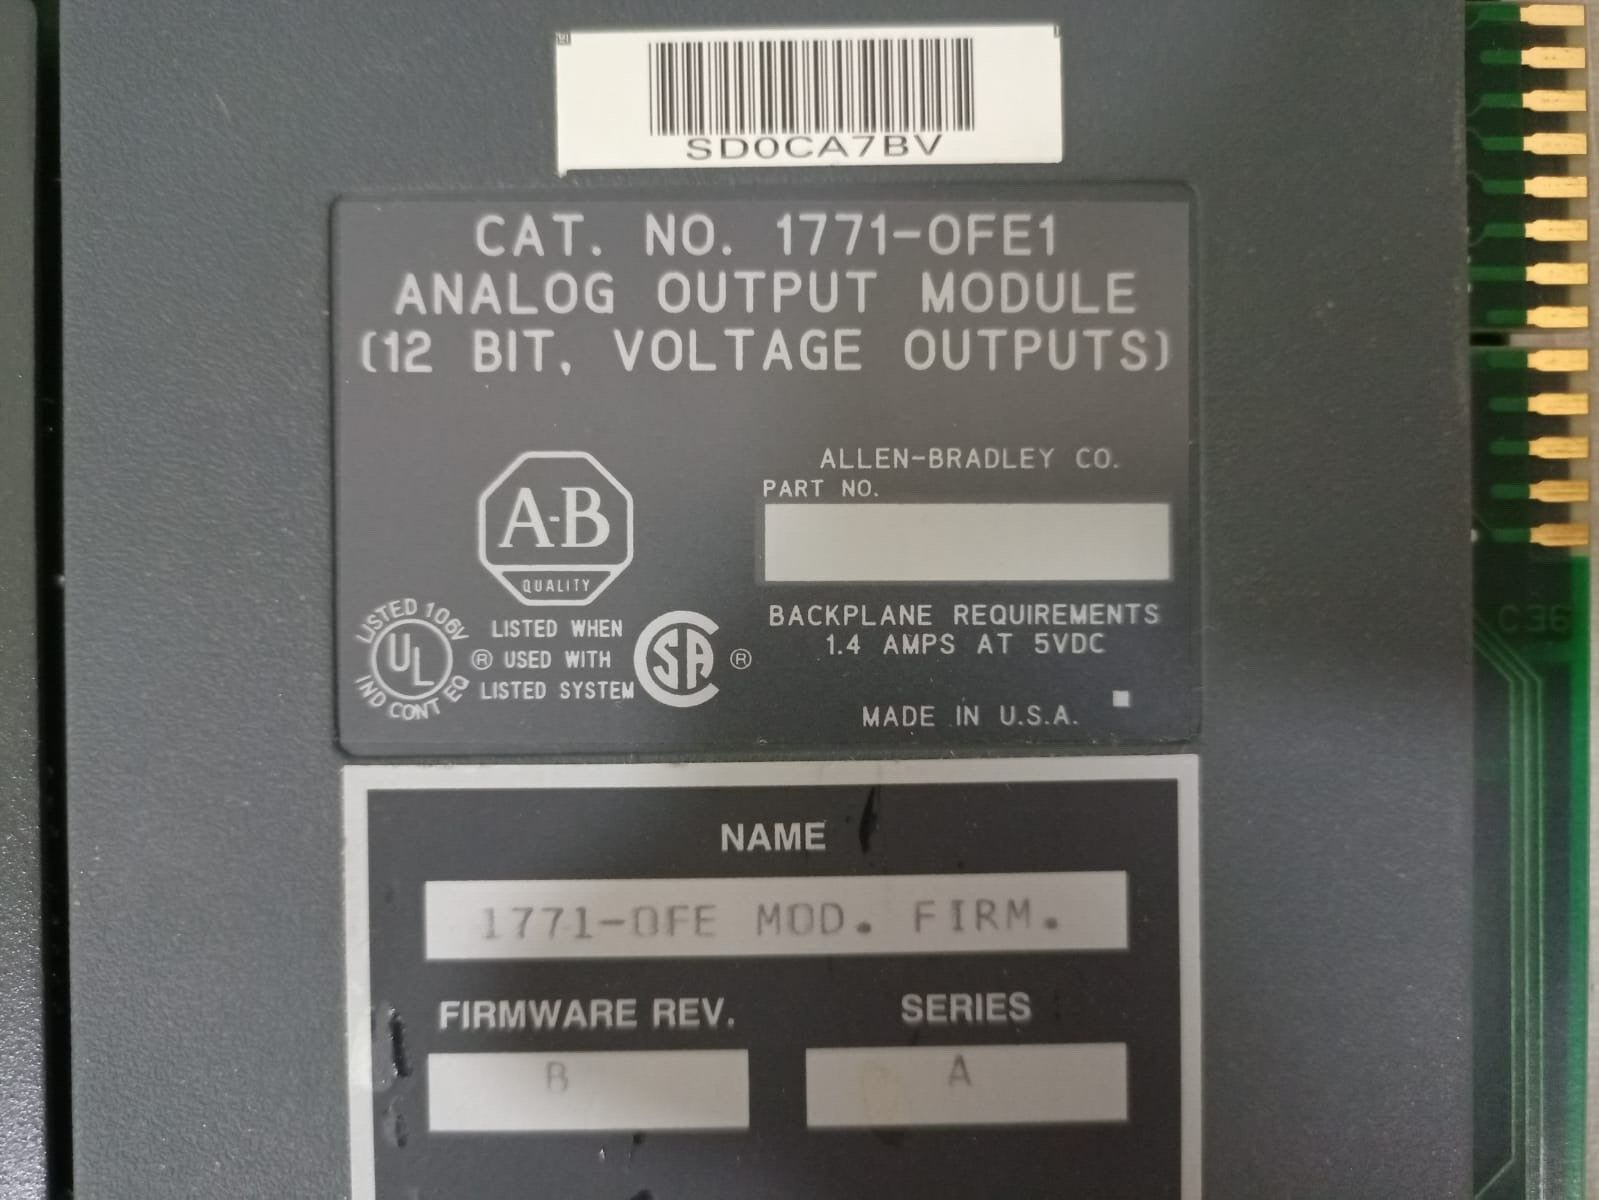 SD0CA7BV
CAT. NO. 1771-OFE1
ANALOG OUTPUT MODULE
(12 BIT, VOLTAGE OUTPUTS)
ALLEN-BRADLEY CO.
PART NO.
A-B
QUALITY
BACKPLANE REQUIREMENTS
1.4 AMPS AT 5VDC
LISTED 106V
UL
IND CONT EQ
®
LISTED WHEN
USED WITH
LISTED SYSTEM
SA
®
MADE IN U.S.A.
C36
NAME
1771-OFE MOD. FIRM.
FIRMWARE REV.
SERIES
B
A